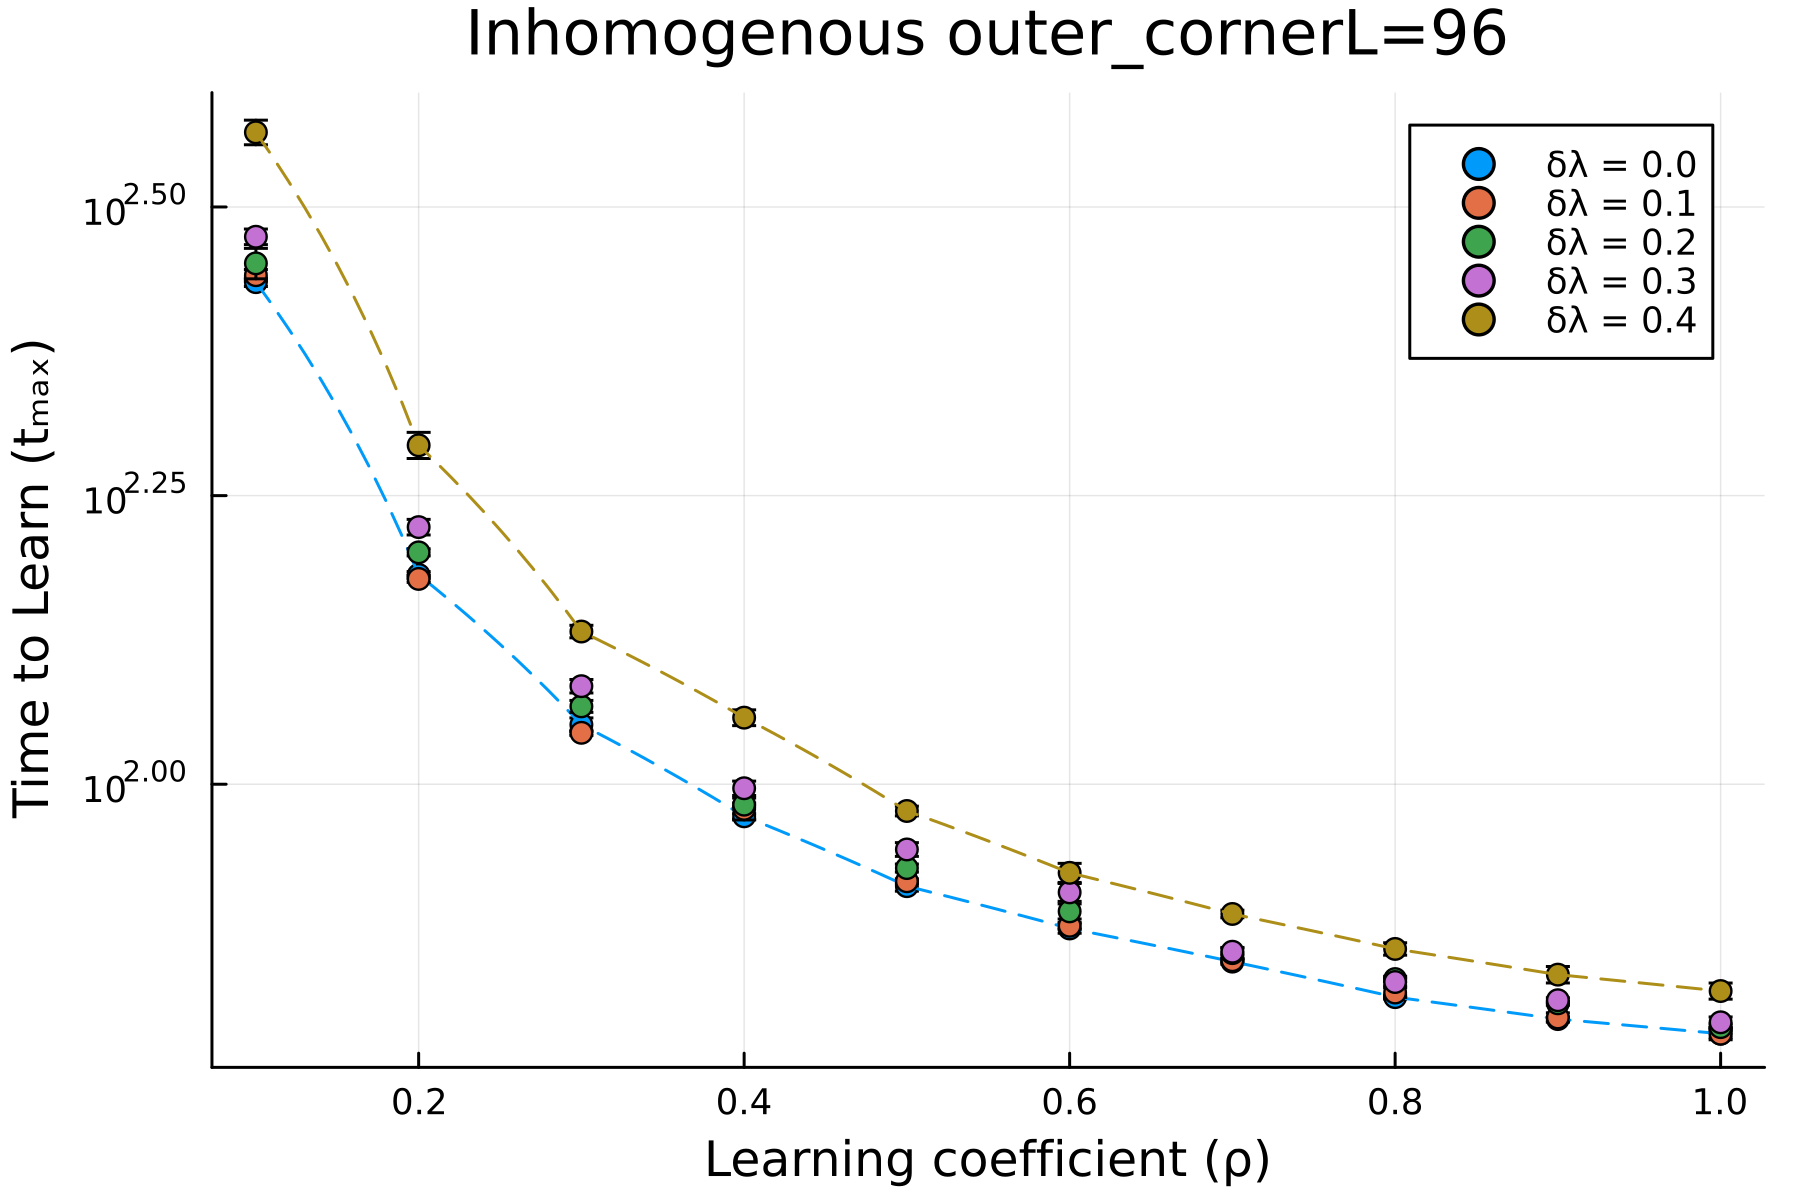 Inhomogenous outer_cornerL=96
δλ = 0.0
δλ = 0.1
δλ = 0.2
δλ = 0.3
δλ = 0.4
Time to Learn (tₘₐₓ)
10^2.50
10^2.25
10^2.00
0.2 0.4 0.6 0.8 1.0
Learning coefficient (ρ)